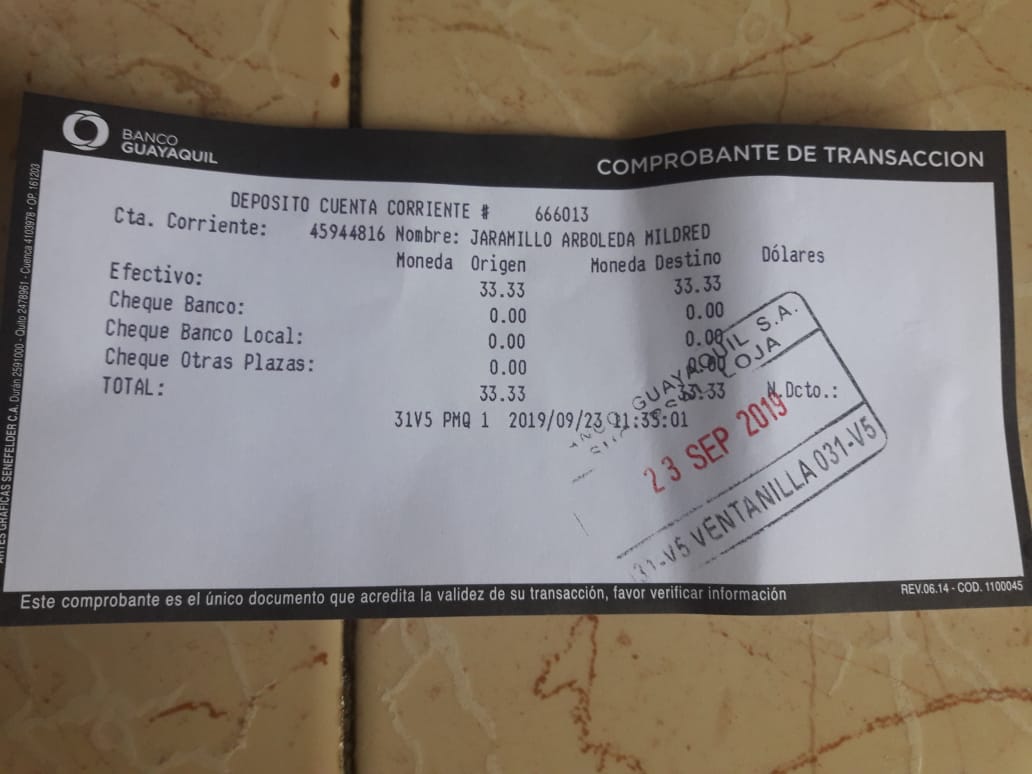 BANCO
GUAYAQUIL
COMPROBANTE DE TRANSACCION
DEPOSITO CUENTA CORRIENTE # 666013
Cta. Corriente: 45944816 Nombre: JARAMILLO ARBOLEDA MILDRED
Moneda Origen Moneda Destino Dólares
Efectivo: 33.33 33.33
Cheque Banco: 0.00 0.00
Cheque Banco Local: 0.00 0.00
Cheque Otras Plazas: 0.00 0.00
TOTAL: 33.33 33.33 N.Dcto.:
31V5 PMQ 1 2019/09/23 11:35:01
GUAYAQUIL S.A.
LOJA
23 SEP 2019
31-V5 VENTANILLA 031-V5
Este comprobante es el único documento que acredita la validez de su transacción, favor verificar información
REV.06.14 - COD. 1100045
ARTES GRAFICAS SENEFELDER C.A. Durán 2591000 - Quito 2478961 - Cuenca 4103978 - OP. 161203